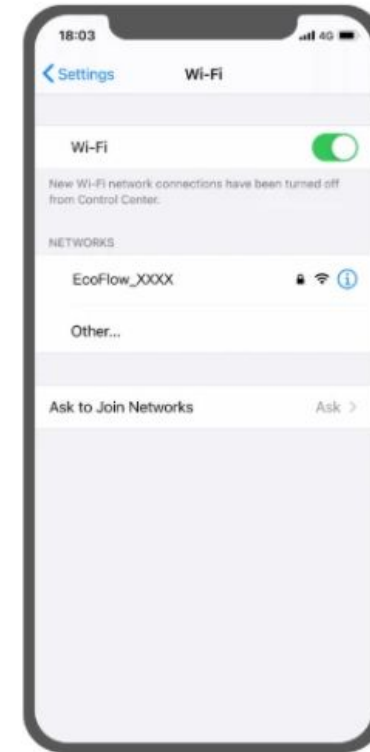 18:03
4G
Settings
Wi-Fi
Wi-Fi
New Wi-Fi network connections have been turned off
from Control Center.
NETWORKS
EcoFlow_XXXX
Other...
Ask to Join Networks Ask